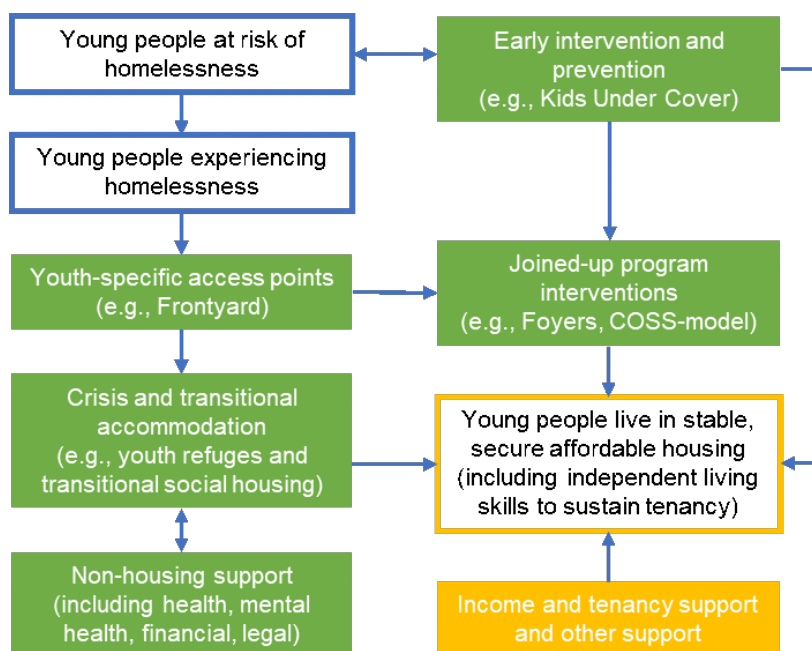 Young people at risk of
homelessness
Early intervention and
prevention
(e.g., Kids Under Cover)
Young people experiencing
homelessness
Youth-specific access points
(e.g., Frontyard)
Joined-up program
interventions
(e.g., Foyers, COSS-model)
Crisis and transitional
accommodation
(e.g., youth refuges and
transitional social housing)
Young people live in stable,
secure affordable housing
(including independent living
skills to sustain tenancy)
Non-housing support
(including health, mental
health, financial, legal)
Income and tenancy support
and other support